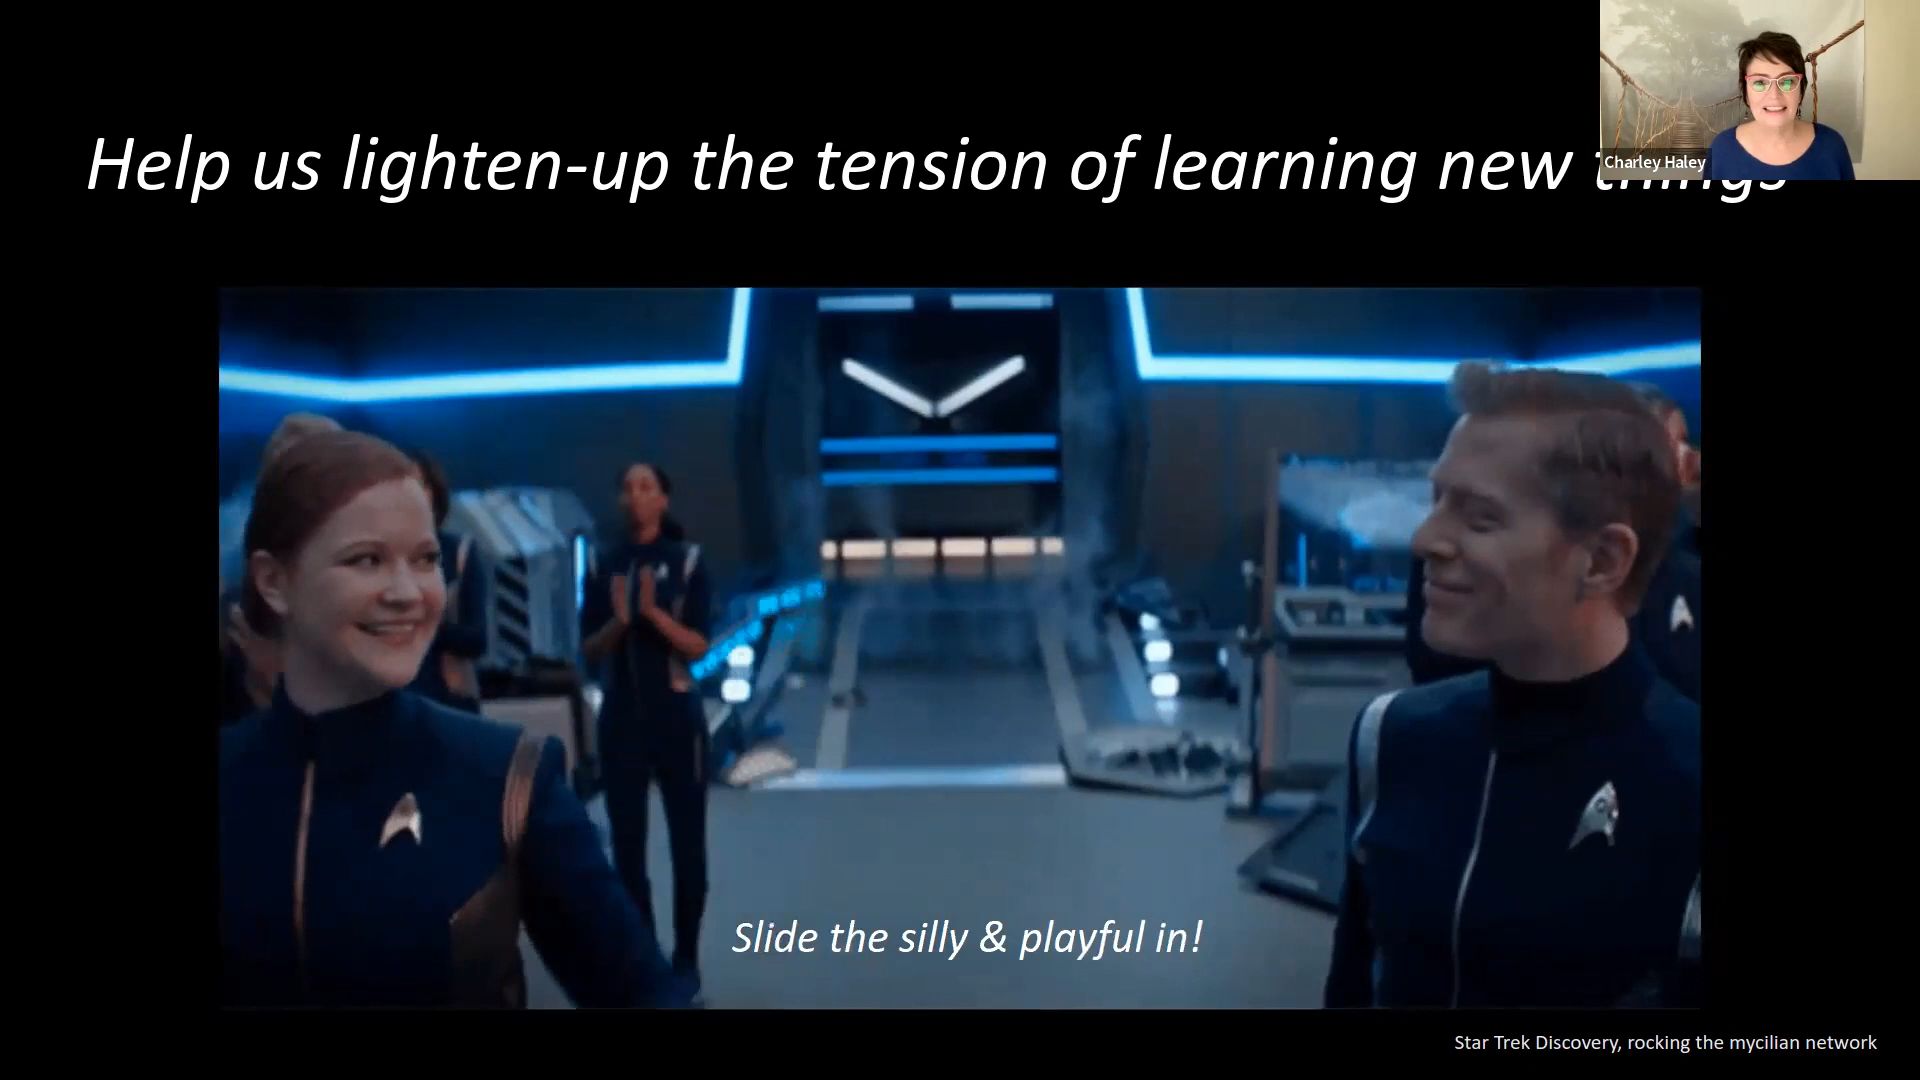 Help us lighten-up the tension of learning new things
Charley Haley
Slide the silly & playful in!
Star Trek Discovery, rocking the mycilian network